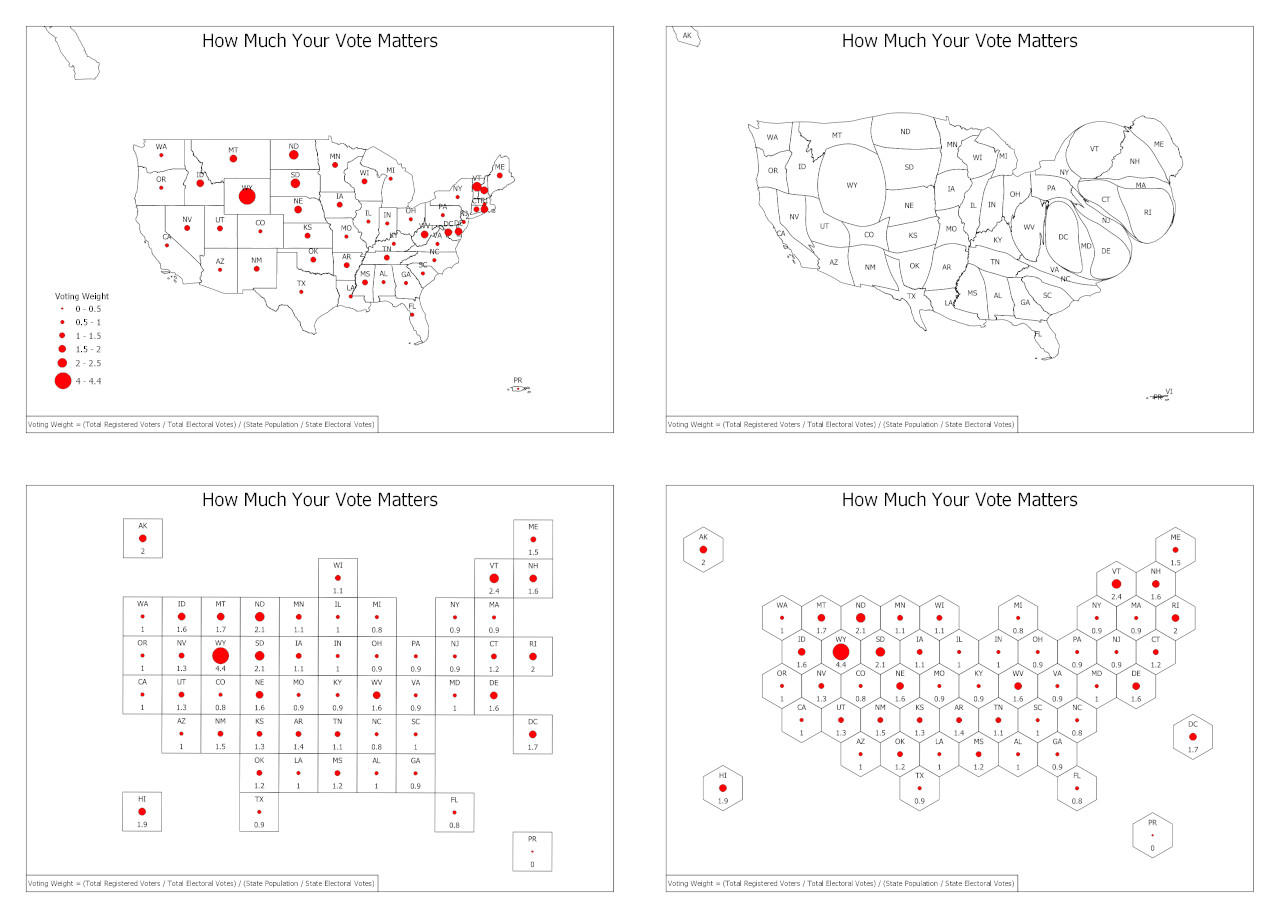 How Much Your Vote Matters
WA
MT
ND
MN
OR
ID
WY
SD
WI
MI
NY
VT
ME
NV
UT
CO
NE
IA
IL
IN
OH
PA
CA
KS
MO
KY
WV
VA
DC
AZ
NM
OK
AR
TN
NC
SC
TX
LA
MS
AL
GA
FL
PR
Voting Weight
0 - 0.5
0.5 - 1
1 - 1.5
1.5 - 2
2 - 2.5
4 - 4.4
Voting Weight = (Total Registered Voters / Total Electoral Votes) / (State Population / State Electoral Votes)
How Much Your Vote Matters
AK
WA
MT
ND
MN
WI
MI
VT
ME
NH
OR
ID
WY
SD
IA
NY
PA
MA
CT
RI
NJ
NV
UT
CA
CO
NE
KS
MO
IL
IN
OH
KY
WV
DC
MD
DE
VA
NC
AZ
NM
OK
AR
TN
TX
LA
MS
AL
GA
SC
FL
PR
VI
Voting Weight = (Total Registered Voters / Total Electoral Votes) / (State Population / State Electoral Votes)
How Much Your Vote Matters
AK ME
2 1.5
WI VT NH
1.1 2.4 1.6
WA ID MT ND MN IL MI NY MA
1 1.6 1.7 2.1 1.1 1 0.8 0.9 0.9
OR NV WY SD IA IN OH PA NJ CT RI
1 1.3 4.4 2.1 1.1 1 0.9 0.9 0.9 1.2 2
CA UT CO NE MO KY WV VA MD DE
1 1.3 0.8 1.6 0.9 0.9 1.6 0.9 1 1.6
AZ NM KS AR TN NC SC DC
1 1.5 1.3 1.4 1.1 0.8 1 1.7
OK LA MS AL GA
1.2 1 1.2 1 0.9
HI TX FL
1.9 0.9 0.8
PR
0
Voting Weight = (Total Registered Voters / Total Electoral Votes) / (State Population / State Electoral Votes)
How Much Your Vote Matters
AK ME
2 1.5
VT NH
2.4 1.6
WA MT ND MN WI MI NY MA RI
1 1.7 2.1 1.1 1.1 0.8 0.9 0.9 2
ID WY SD IA IL IN OH PA NJ CT
1.6 4.4 2.1 1.1 1 1 0.9 0.9 0.9 1.2
OR NV CO NE MO KY WV VA MD DE
1 1.3 0.8 1.6 0.9 0.9 1.6 0.9 1 1.6
CA UT NM KS AR TN SC NC DC
1 1.3 1.5 1.3 1.4 1.1 1 0.8 1.7
AZ OK LA MS AL GA
1 1.2 1 1.2 1 0.9
HI TX FL
1.9 0.9 0.8
PR
0
Voting Weight = (Total Registered Voters / Total Electoral Votes) / (State Population / State Electoral Votes)